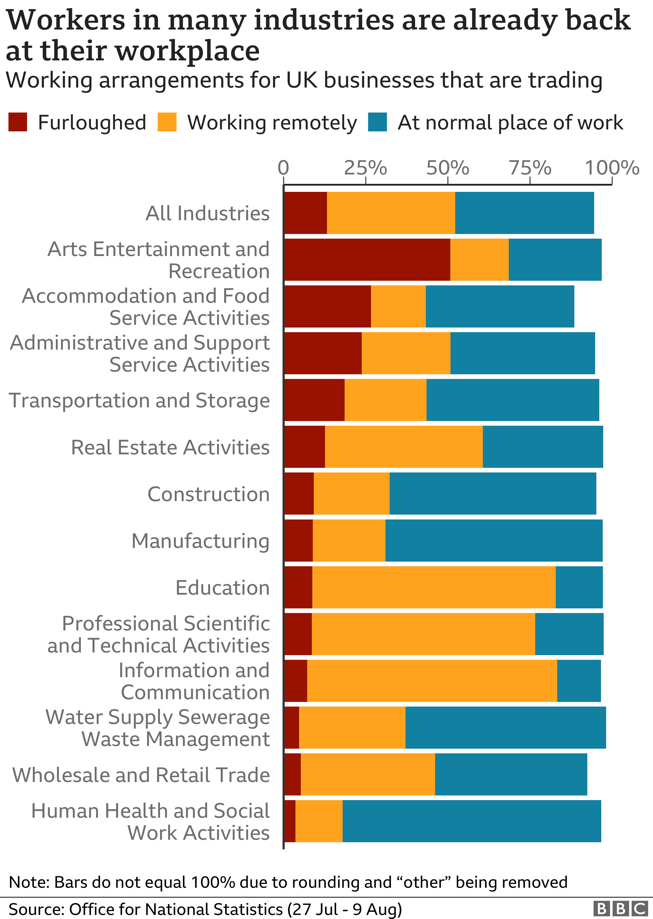 Workers in many industries are already back
at their workplace
Working arrangements for UK businesses that are trading
Furloughed Working remotely At normal place of work
0 25% 50% 75% 100%
All Industries
Arts Entertainment and
Recreation
Accommodation and Food
Service Activities
Administrative and Support
Service Activities
Transportation and Storage
Real Estate Activities
Construction
Manufacturing
Education
Professional Scientific
and Technical Activities
Information and
Communication
Water Supply Sewerage
Waste Management
Wholesale and Retail Trade
Human Health and Social
Work Activities
Note: Bars do not equal 100% due to rounding and “other” being removed
Source: Office for National Statistics (27 Jul - 9 Aug) BBC